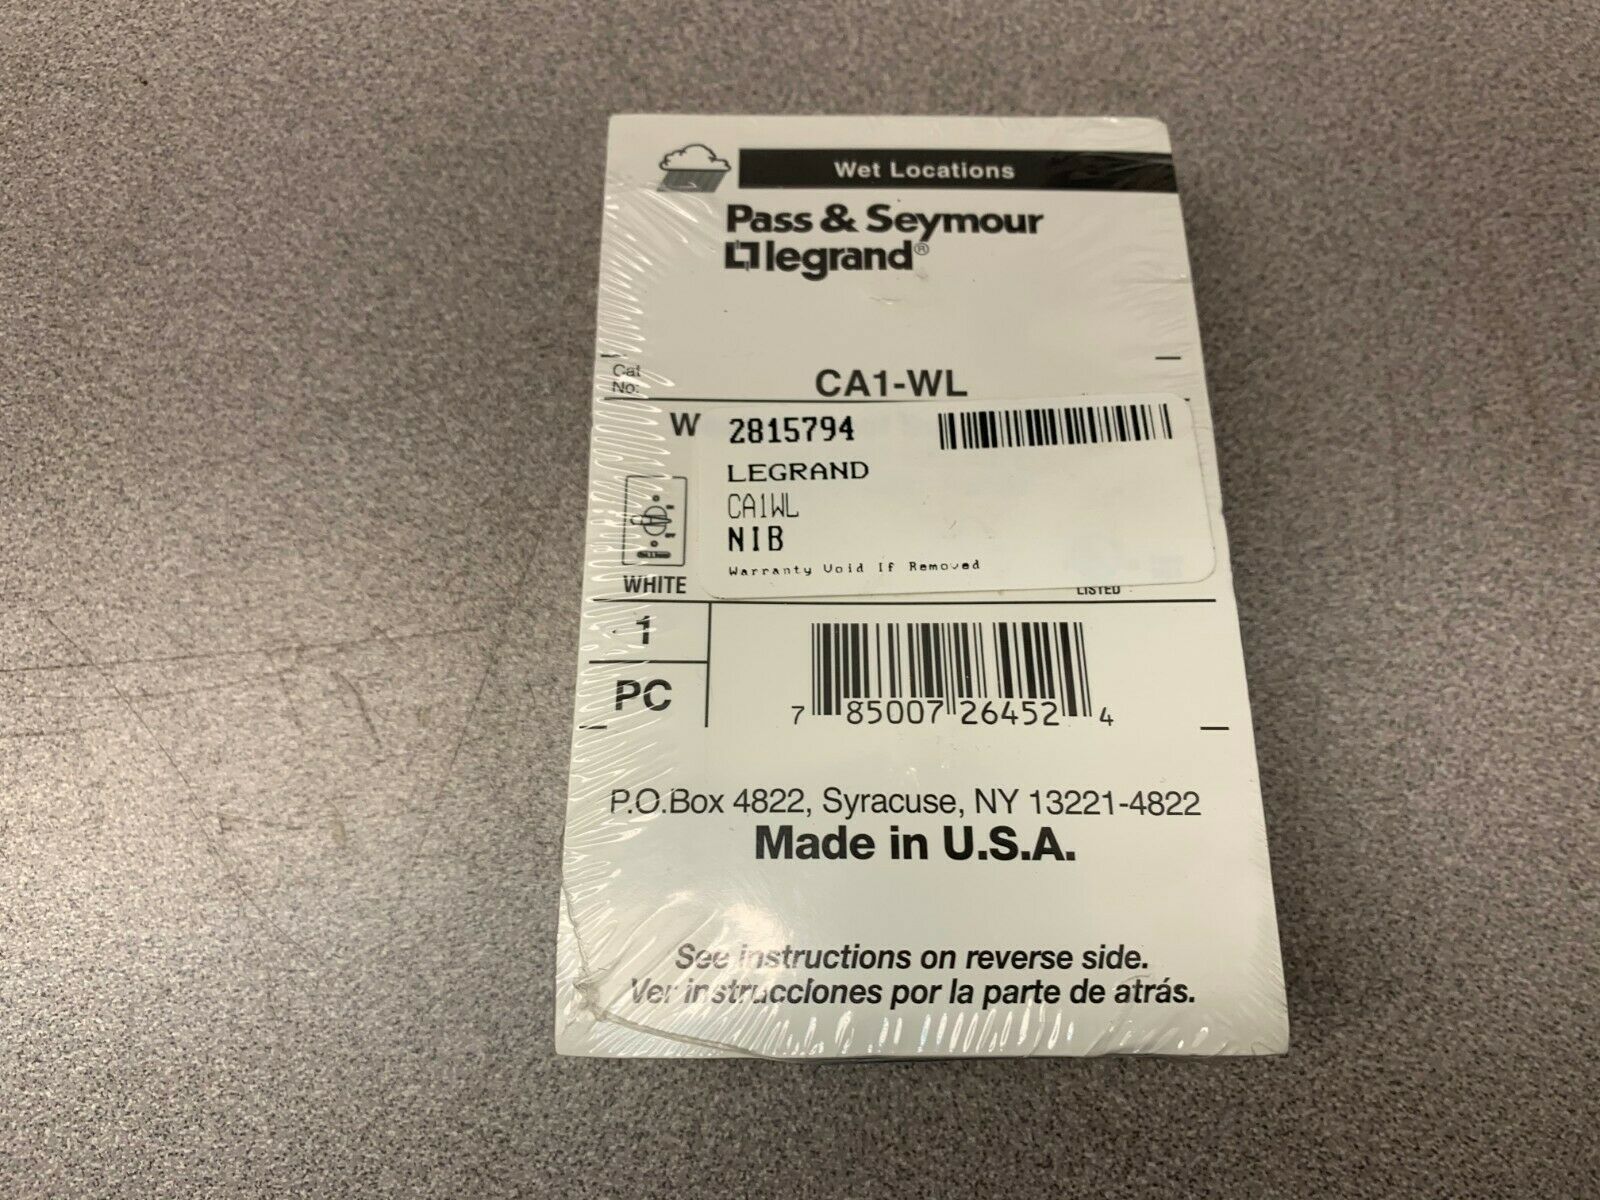 Wet Locations
Pass & Seymour
legrand®
Cat
No:
CA1-WL
W
2815794
LEGRAND
CA1WL
NIB
Warranty Void If Removed
WHITE
LISTED
1
PC
7 85007 26452 4
P.O.Box 4822, Syracuse, NY 13221-4822
Made in U.S.A.
See instructions on reverse side.
Ver instrucciones por la parte de atrás.